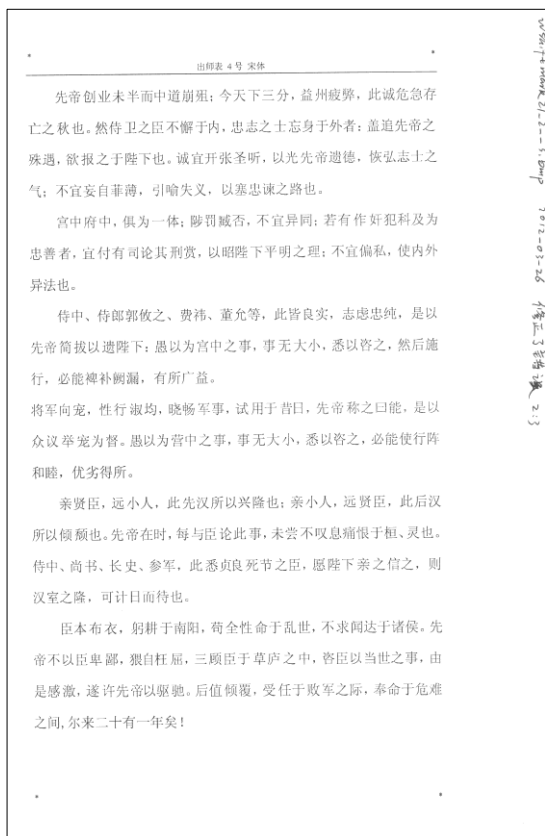 出师表 4号 宋体
先帝创业未半而中道崩殂；今天下三分，益州疲弊，此诚危急存
亡之秋也。然侍卫之臣不懈于内，忠志之士忘身于外者：盖追先帝之
殊遇，欲报之于陛下也。诚宜开张圣听，以光先帝遗德，恢弘志士之
气；不宜妄自菲薄，引喻失义，以塞忠谏之路也。
宫中府中，俱为一体；陟罚臧否，不宜异同；若有作奸犯科及为
忠善者，宜付有司论其刑赏，以昭陛下平明之理；不宜偏私，使内外
异法也。
侍中、侍郎郭攸之、费祎、董允等，此皆良实，志虑忠纯，是以
先帝简拔以遗陛下：愚以为宫中之事，事无大小，悉以咨之，然后施
行，必能裨补阙漏，有所广益。
将军向宠，性行淑均，晓畅军事，试用于昔日，先帝称之曰能，是以
众议举宠为督。愚以为营中之事，事无大小，悉以咨之，必能使行阵
和睦，优劣得所。
亲贤臣，远小人，此先汉所以兴隆也；亲小人，远贤臣，此后汉
所以倾颓也。先帝在时，每与臣论此事，未尝不叹息痛恨于桓、灵也。
侍中、尚书、长史、参军，此悉贞良死节之臣，愿陛下亲之信之，则
汉室之隆，可计日而待也。
臣本布衣，躬耕于南阳，苟全性命于乱世，不求闻达于诸侯。先
帝不以臣卑鄙，猥自枉屈，三顾臣于草庐之中，咨臣以当世之事，由
是感激，遂许先帝以驱驰。后值倾覆，受任于败军之际，奉命于危难
之间,尔来二十有一年矣！
2012-03-26 修正了